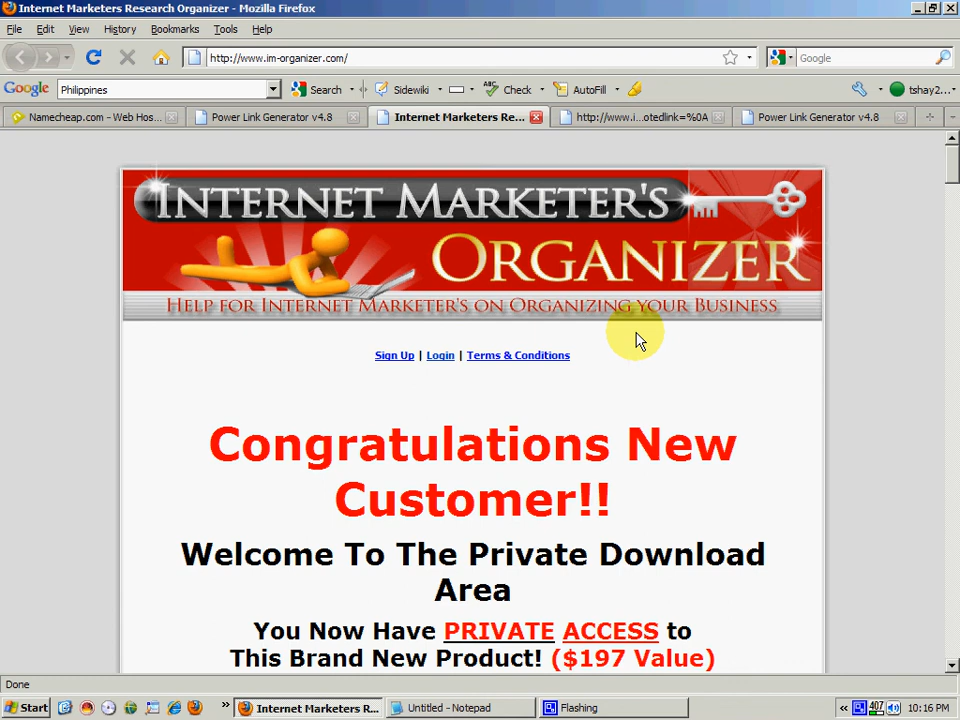 Internet Marketers Research Organizer - Mozilla Firefox
File Edit View History Bookmarks Tools Help
http://www.im-organizer.com/
Google
Google Philippines Search Sidewiki Check AutoFill tshay2...
Namecheap.com - Web Hos... Power Link Generator v4.8 Internet Marketers Re... http://www.i...otedlink=%0A Power Link Generator v4.8
INTERNET MARKETER'S
ORGANIZER
HELP FOR INTERNET MARKETER'S ON ORGANIZING YOUR BUSINESS
Sign Up | Login | Terms & Conditions
Congratulations New
Customer!!
Welcome To The Private Download
Area
You Now Have PRIVATE ACCESS to
This Brand New Product! ($197 Value)
Done
Start Internet Marketers R... Untitled - Notepad Flashing 407 10:16 PM